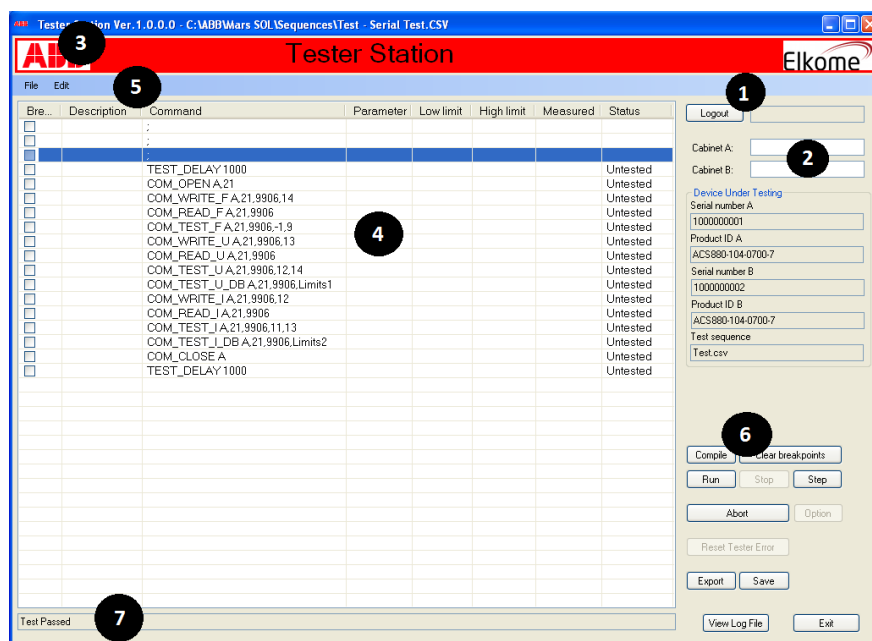 ABB Tester Station Ver.1.0.0.0 - C:\ABB\Mars SOL\Sequences\Test - Serial Test.CSV
ABB Tester Station Elkome
3
File Edit
5
Bre... Description Command Parameter Low limit High limit Measured Status
;
;
;
TEST_DELAY 1000 Untested
COM_OPEN A,21 Untested
COM_WRITE_F A,21,9906,14 Untested
COM_READ_F A,21,9906 Untested
COM_TEST_F A,21,9906,-1,9 Untested
COM_WRITE_U A,21,9906,13 Untested
COM_READ_U A,21,9906 Untested
COM_TEST_U A,21,9906,12,14 Untested
COM_TEST_U_DB A,21,9906,Limits1 Untested
COM_WRITE_I A,21,9906,12 Untested
COM_READ_I A,21,9906 Untested
COM_TEST_I A,21,9906,11,13 Untested
COM_TEST_I_DB A,21,9906,Limits2 Untested
COM_CLOSE A Untested
TEST_DELAY 1000 Untested
4
1
Logout
Cabinet A:
2
Cabinet B:
Device Under Testing
Serial number A
1000000001
Product ID A
ACS880-104-0700-7
Serial number B
1000000002
Product ID B
ACS880-104-0700-7
Test sequence
Test.csv
6
Compile Clear breakpoints
Run Stop Step
Abort Option
Reset Tester Error
Export Save
Test Passed 7
View Log File Exit